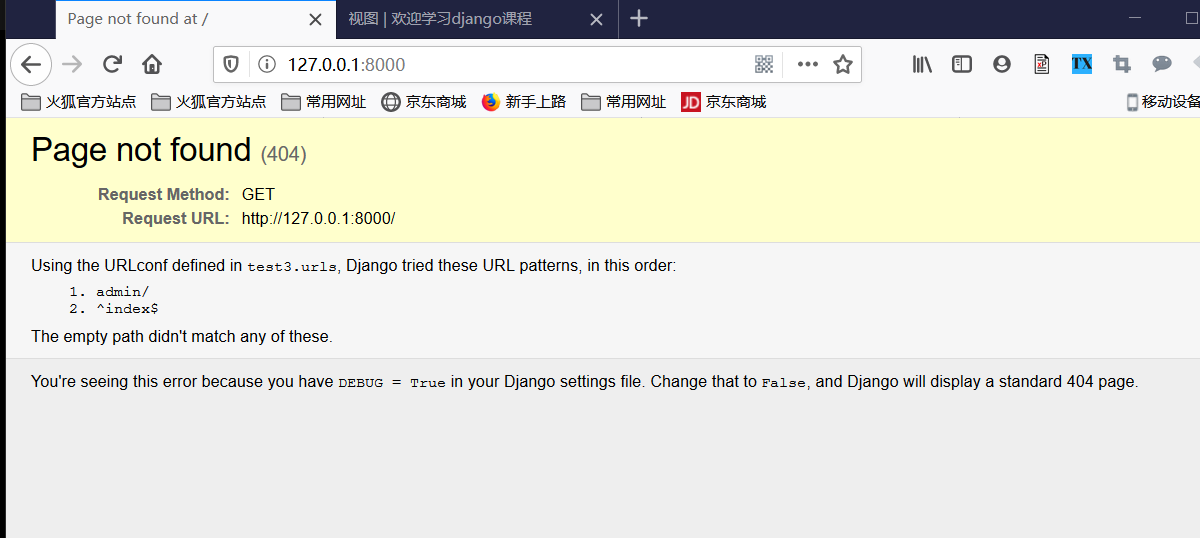 Page not found at /
视图 | 欢迎学习django课程
127.0.0.1:8000
火狐官方站点 火狐官方站点 常用网址 京东商城 新手上路 常用网址 JD 京东商城 移动设备
Page not found (404)
Request Method: GET
Request URL: http://127.0.0.1:8000/
Using the URLconf defined in test3.urls, Django tried these URL patterns, in this order:
1. admin/
2. ^index$
The empty path didn't match any of these.
You're seeing this error because you have DEBUG = True in your Django settings file. Change that to False, and Django will display a standard 404 page.